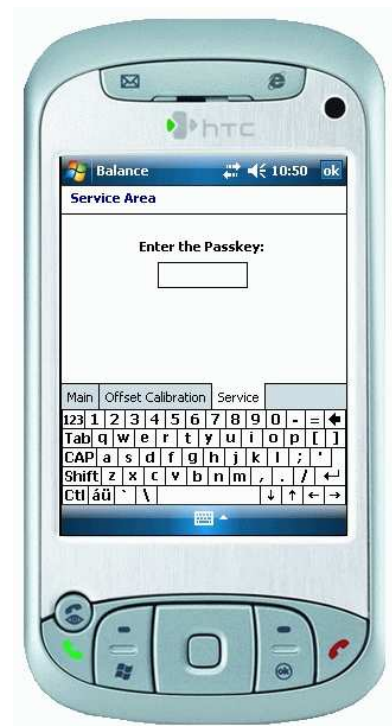 hTC
Balance 10:50 ok
Service Area
Enter the Passkey:
Main Offset Calibration Service
123 1 2 3 4 5 6 7 8 9 0 - =
Tab q w e r t y u i o p [ ]
CAP a s d f g h j k l ; '
Shift z x c v b n m , . /
Ctl áü ` \
ok